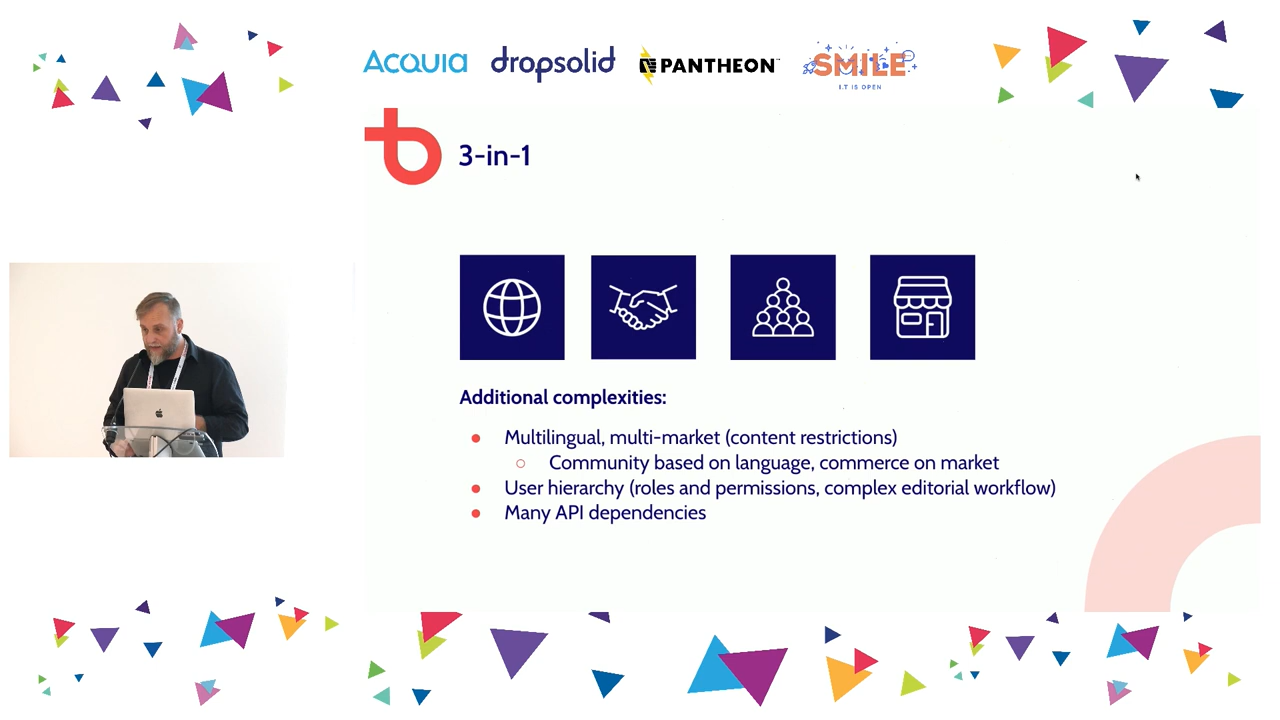 ACQUIA
dropsolid
PANTHEON
SMILE
I.T IS OPEN
3-in-1
Additional complexities:
Multilingual, multi-market (content restrictions)
Community based on language, commerce on market
User hierarchy (roles and permissions, complex editorial workflow)
Many API dependencies